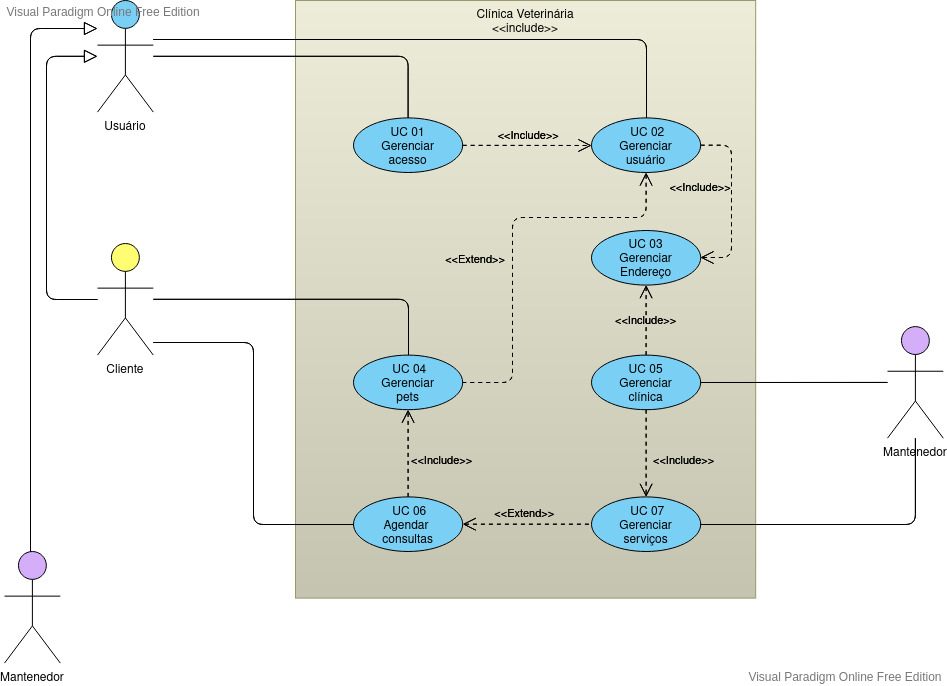 Visual Paradigm Online Free Edition
Clínica Veterinária
<<include>>
Usuário
UC 01
Gerenciar
acesso
<<Include>>
UC 02
Gerenciar
usuário
<<Include>>
<<Extend>>
UC 03
Gerenciar
Endereço
<<Include>>
Cliente
UC 04
Gerenciar
pets
UC 05
Gerenciar
clínica
Mantenedor
<<Include>>
<<Include>>
UC 06
Agendar
consultas
<<Extend>>
UC 07
Gerenciar
serviços
Mantenedor
Visual Paradigm Online Free Edition